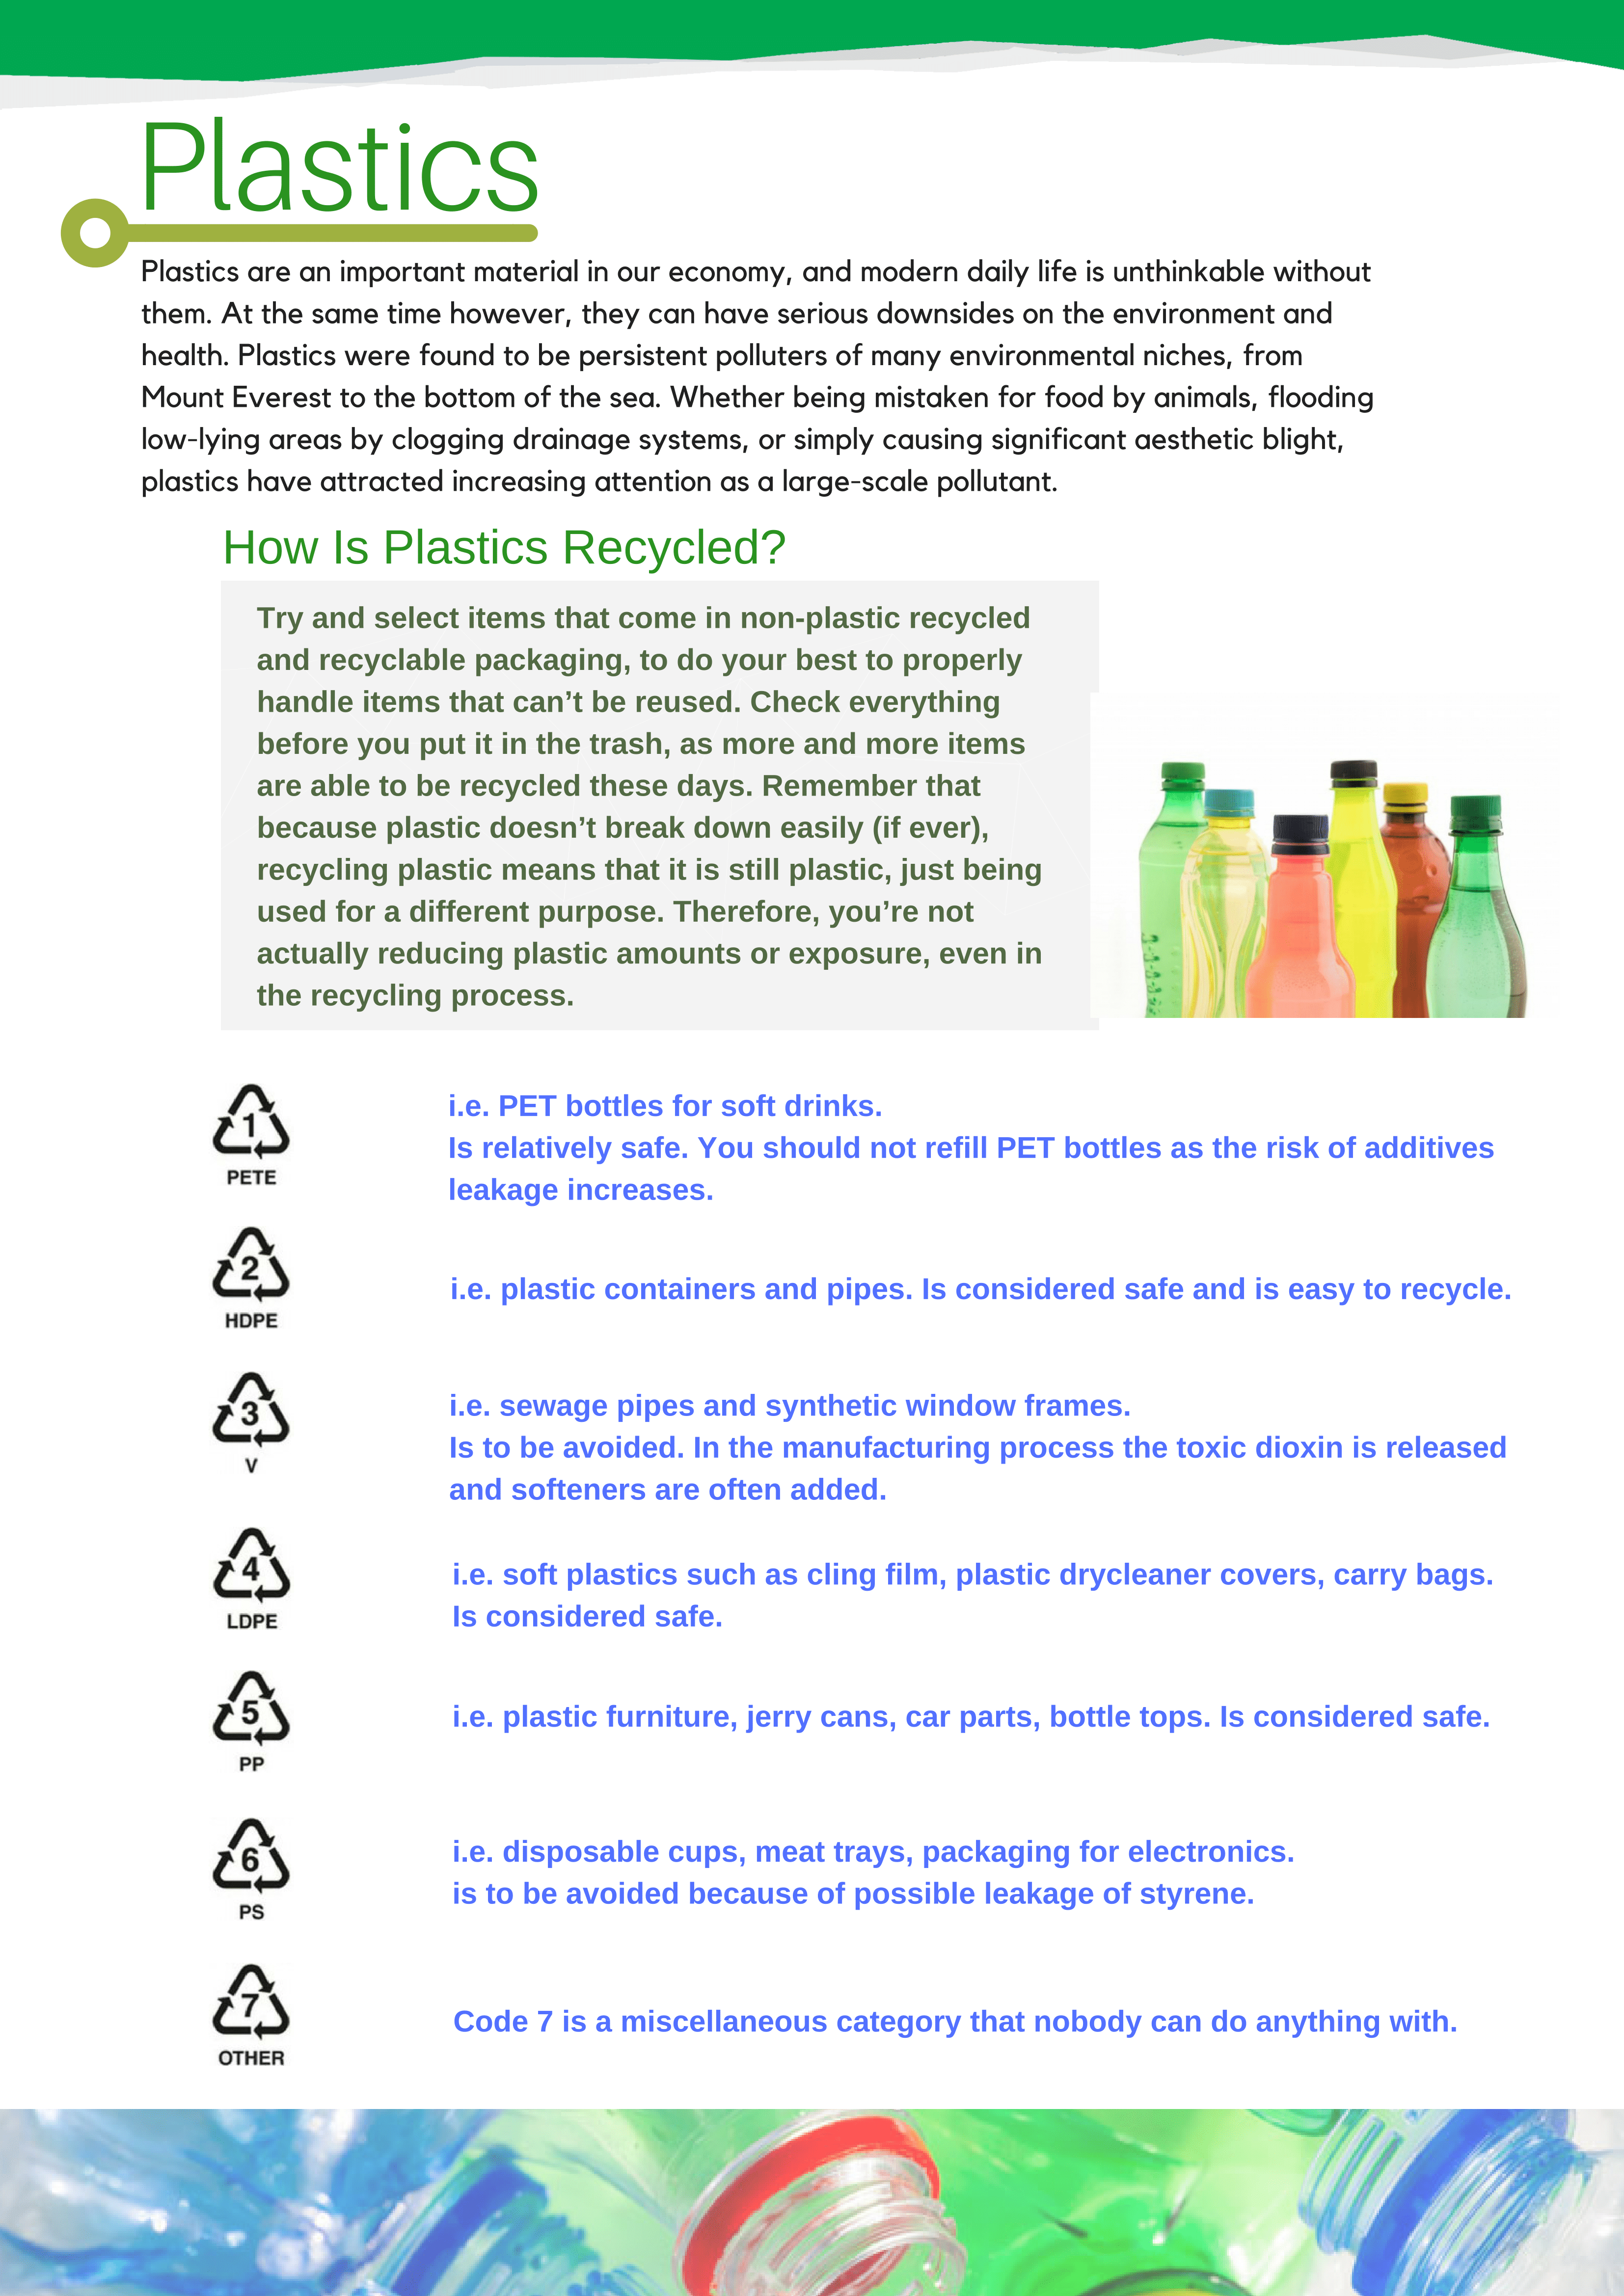 Plastics
Plastics are an important material in our economy, and modern daily life is unthinkable without
them. At the same time however, they can have serious downsides on the environment and
health. Plastics were found to be persistent polluters of many environmental niches, from
Mount Everest to the bottom of the sea. Whether being mistaken for food by animals, flooding
low-lying areas by clogging drainage systems, or simply causing significant aesthetic blight,
plastics have attracted increasing attention as a large-scale pollutant.
How Is Plastics Recycled?
Try and select items that come in non-plastic recycled
and recyclable packaging, to do your best to properly
handle items that can’t be reused. Check everything
before you put it in the trash, as more and more items
are able to be recycled these days. Remember that
because plastic doesn’t break down easily (if ever),
recycling plastic means that it is still plastic, just being
used for a different purpose. Therefore, you’re not
actually reducing plastic amounts or exposure, even in
the recycling process.
1
PETE
i.e. PET bottles for soft drinks.
Is relatively safe. You should not refill PET bottles as the risk of additives
leakage increases.
2
HDPE
i.e. plastic containers and pipes. Is considered safe and is easy to recycle.
3
V
i.e. sewage pipes and synthetic window frames.
Is to be avoided. In the manufacturing process the toxic dioxin is released
and softeners are often added.
4
LDPE
i.e. soft plastics such as cling film, plastic drycleaner covers, carry bags.
Is considered safe.
5
PP
i.e. plastic furniture, jerry cans, car parts, bottle tops. Is considered safe.
6
PS
i.e. disposable cups, meat trays, packaging for electronics.
is to be avoided because of possible leakage of styrene.
7
OTHER
Code 7 is a miscellaneous category that nobody can do anything with.